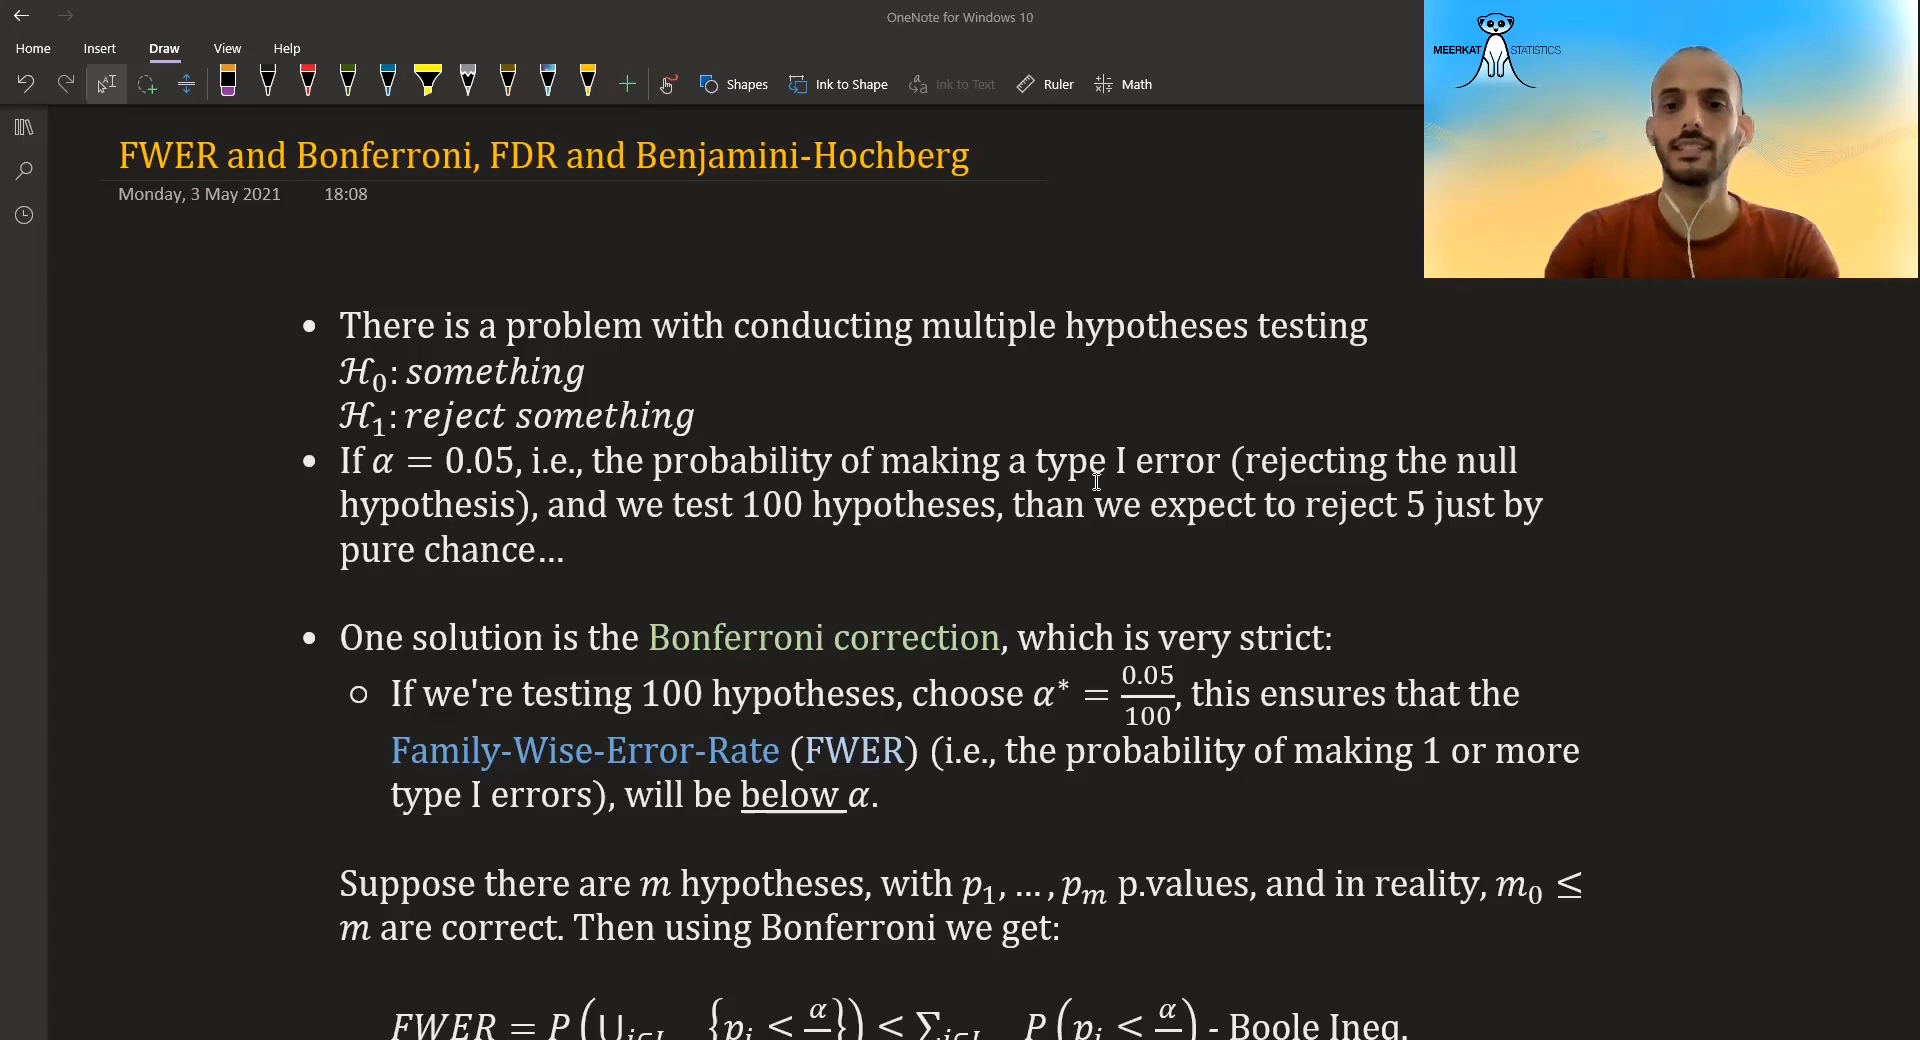 OneNote for Windows 10
Home Insert Draw View Help
Shapes Ink to Shape Ink to Text Ruler Math
MEERKAT STATISTICS
FWER and Bonferroni, FDR and Benjamini-Hochberg
Monday, 3 May 2021 18:08
• There is a problem with conducting multiple hypotheses testing
ℋ₀: something
ℋ₁: reject something
• If α = 0.05, i.e., the probability of making a type I error (rejecting the null
hypothesis), and we test 100 hypotheses, than we expect to reject 5 just by
pure chance...
• One solution is the Bonferroni correction, which is very strict:
○ If we're testing 100 hypotheses, choose α* = 0.05/100, this ensures that the
Family-Wise-Error-Rate (FWER) (i.e., the probability of making 1 or more
type I errors), will be below α.
Suppose there are m hypotheses, with p₁, …, pₘ p.values, and in reality, m₀ ≤
m are correct. Then using Bonferroni we get:
FWER = P(⋃ {pᵢ < α }) < ∑ P(pᵢ < α ) - Boole Ineq.